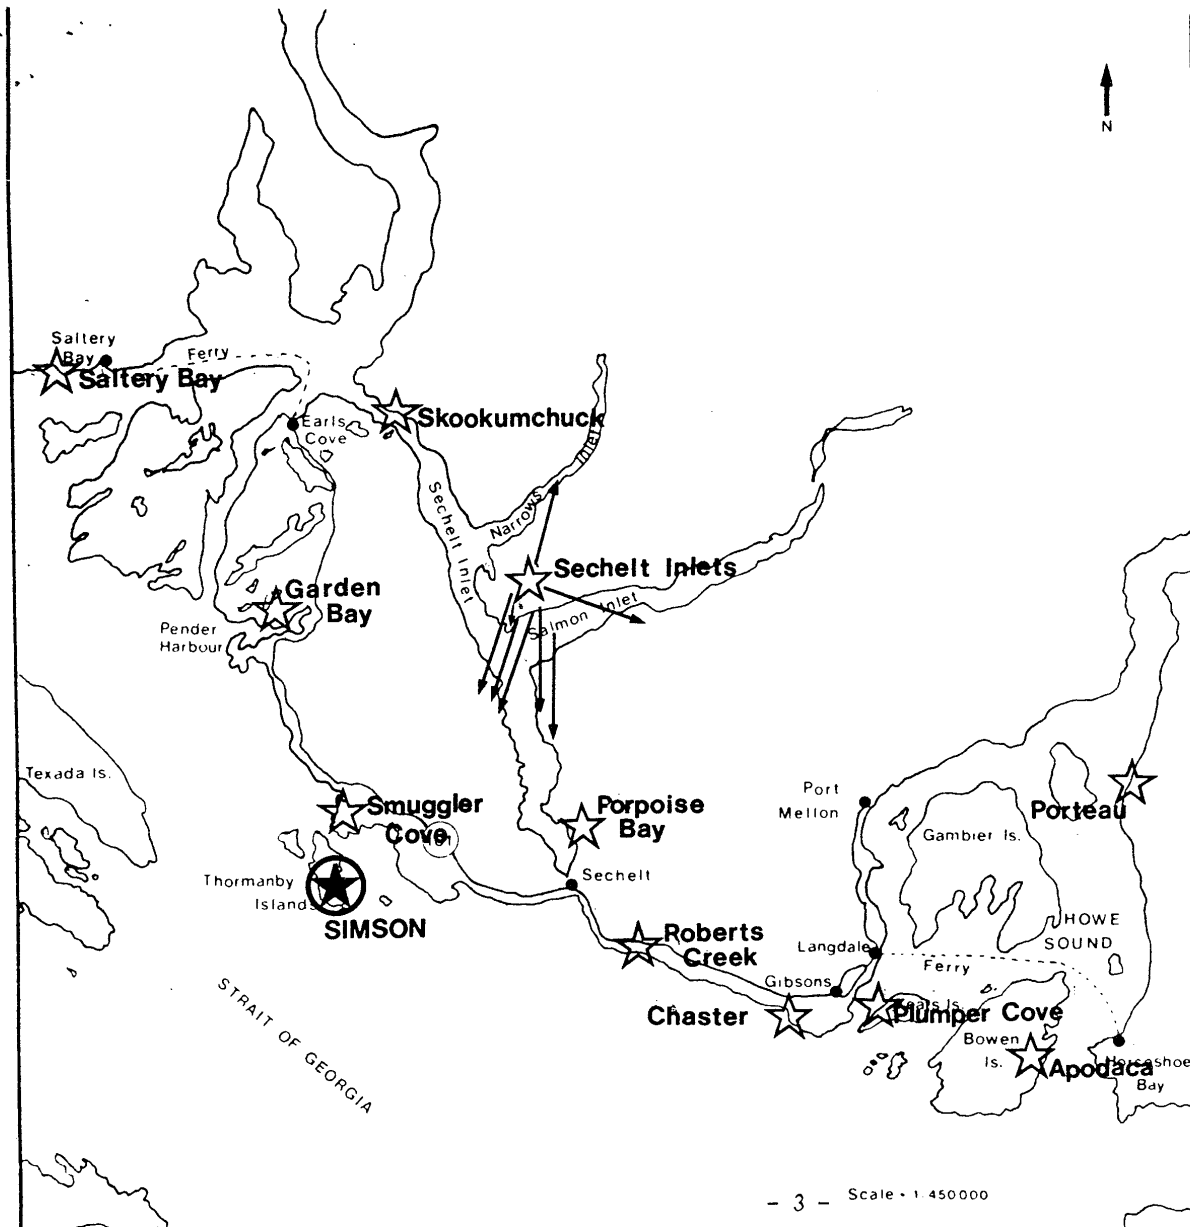 N
Saltery
Bay
Ferry
Saltery Bay
Skookumchuck
Earls
Cove
Inlet
Narrows
Sechelt Inlet
Sechelt Inlets
Garden
Bay
Salmon Inlet
Pender
Harbour
Texada Is.
Smuggler
Cove
101
Porpoise
Bay
Port
Mellon
Porteau
Gambier Is.
Thormanby
Islands
Sechelt
SIMSON
Roberts
Creek
HOWE
SOUND
Langdale
Ferry
Gibsons
Keats Is.
Chaster
Plumper Cove
Bowen
Is.
Apodaca
Horseshoe
Bay
STRAIT OF GEORGIA
- 3 -
Scale - 1:450000